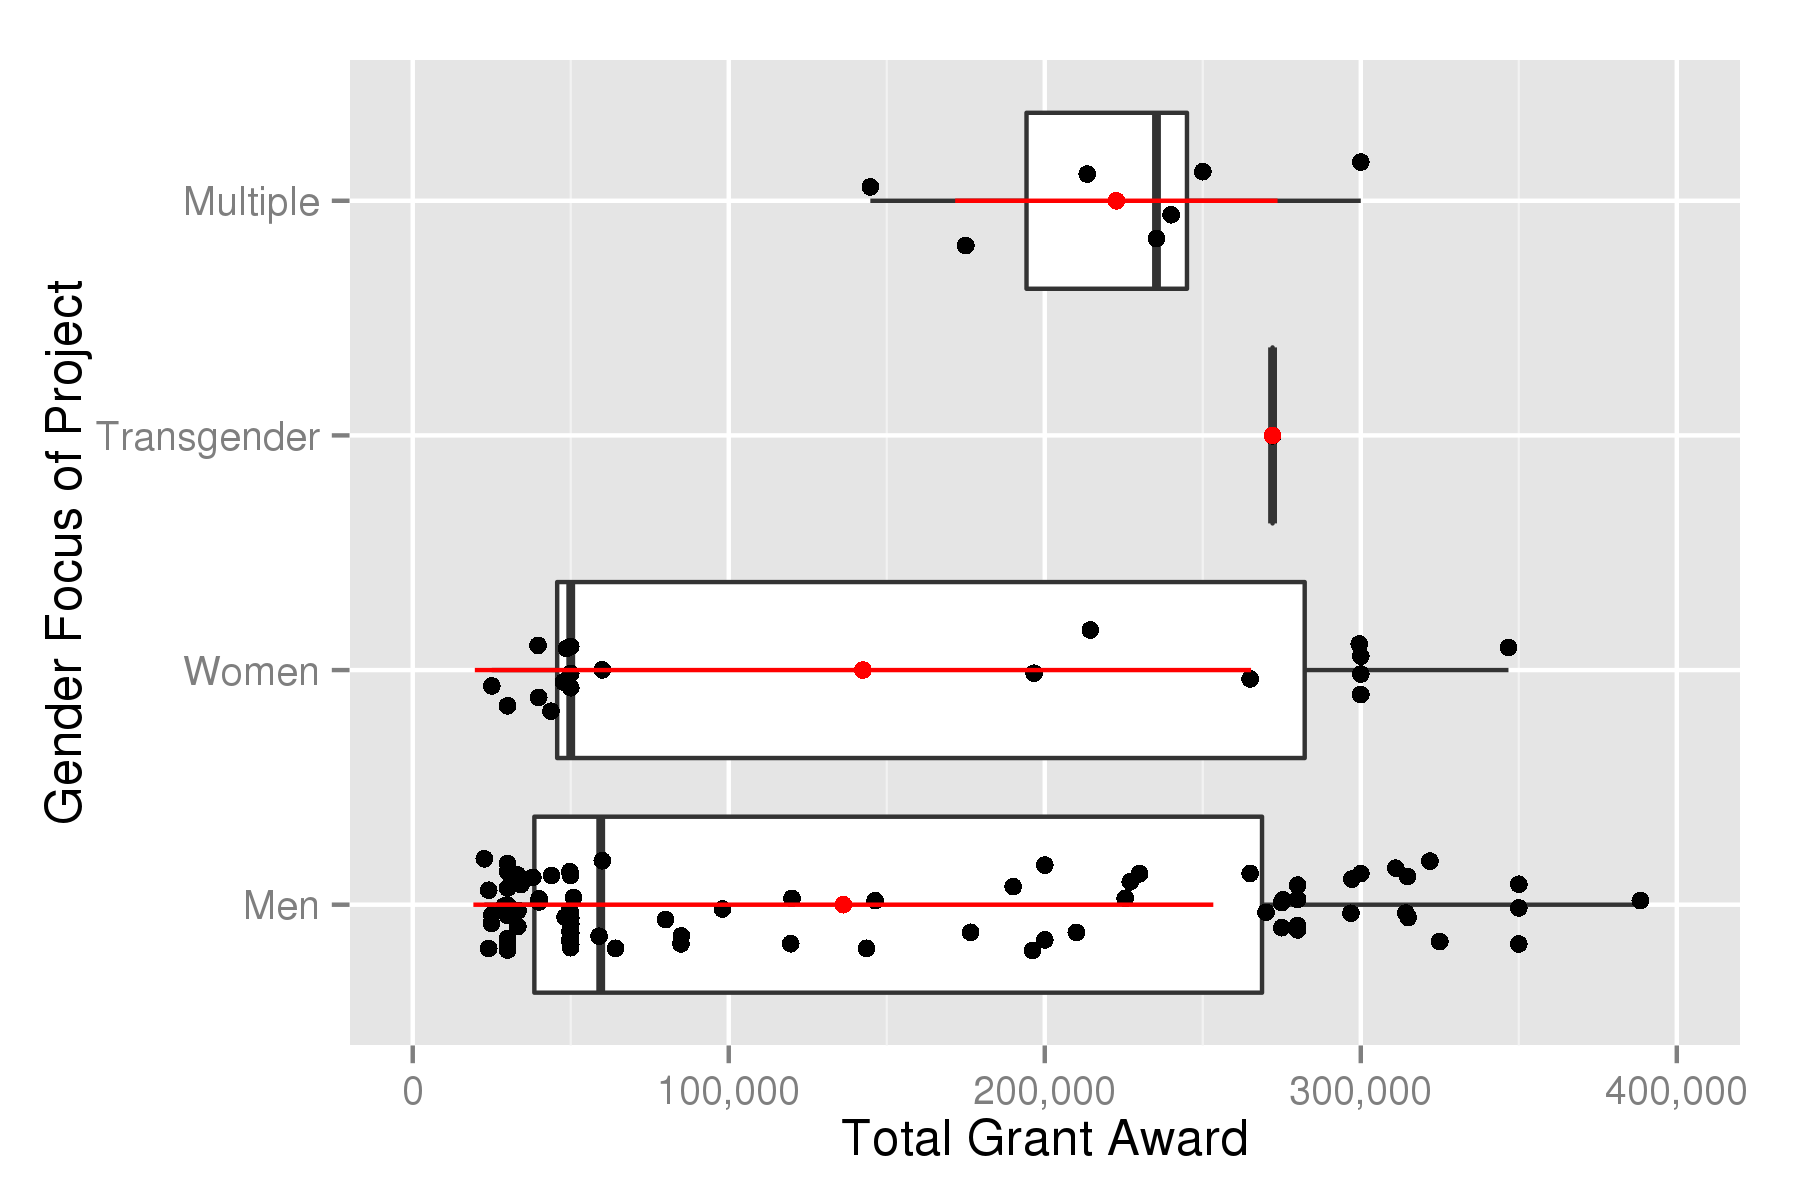 Gender Focus of Project
Multiple
Transgender
Women
Men
0
100,000
200,000
300,000
400,000
Total Grant Award